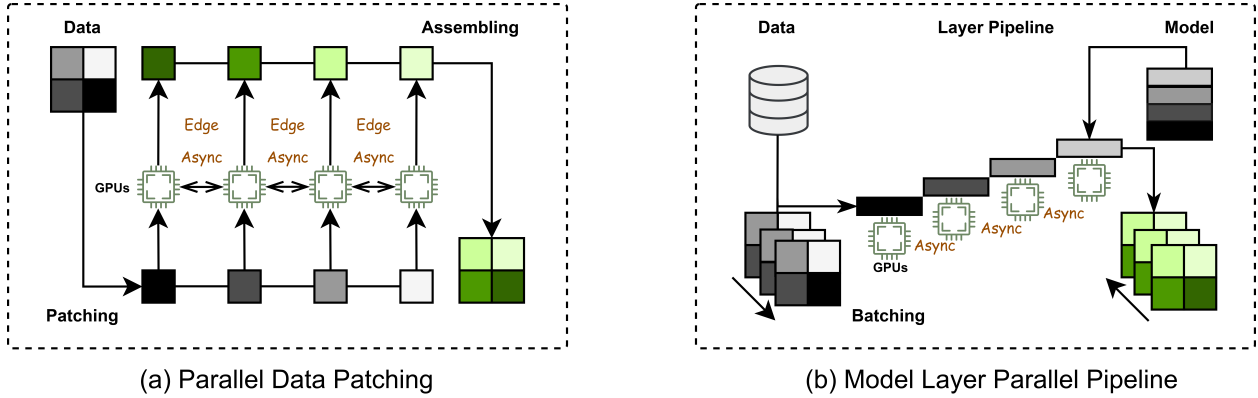 Data
Assembling
Edge
Edge
Edge
Async
Async
Async
GPUs
Patching
(a) Parallel Data Patching
Data
Layer Pipeline
Model
Async
Async
Async
GPUs
Batching
(b) Model Layer Parallel Pipeline